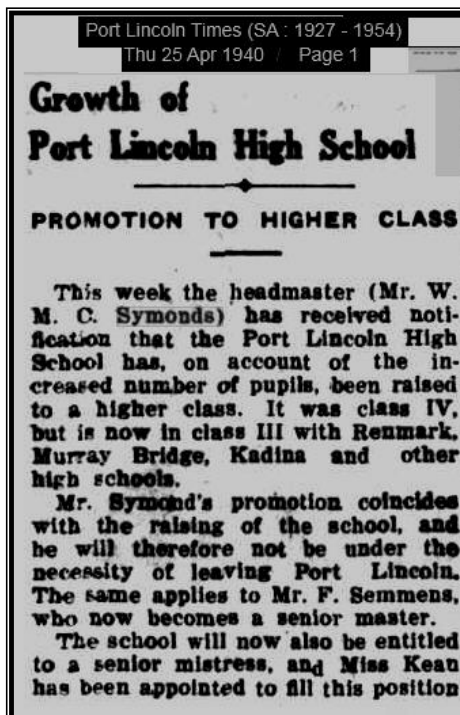 Port Lincoln Times (SA : 1927 - 1954)
Thu 25 Apr 1940 / Page 1
Growth of
Port Lincoln High School
PROMOTION TO HIGHER CLASS
This week the headmaster (Mr. W.
M. C. Symonds) has received noti-
fication that the Port Lincoln High
School has, on account of the in-
creased number of pupils, been raised
to a higher class. It was class IV,
but is now in class III with Renmark,
Murray Bridge, Kadina and other
high schools.
Mr. Symond's promotion coincides
with the raising of the school, and
he will therefore not be under the
necessity of leaving Port Lincoln.
The same applies to Mr. F. Semmens,
who now becomes a senior master.
The school will now also be entitled
to a senior mistress, and Miss Kean
has been appointed to fill this position